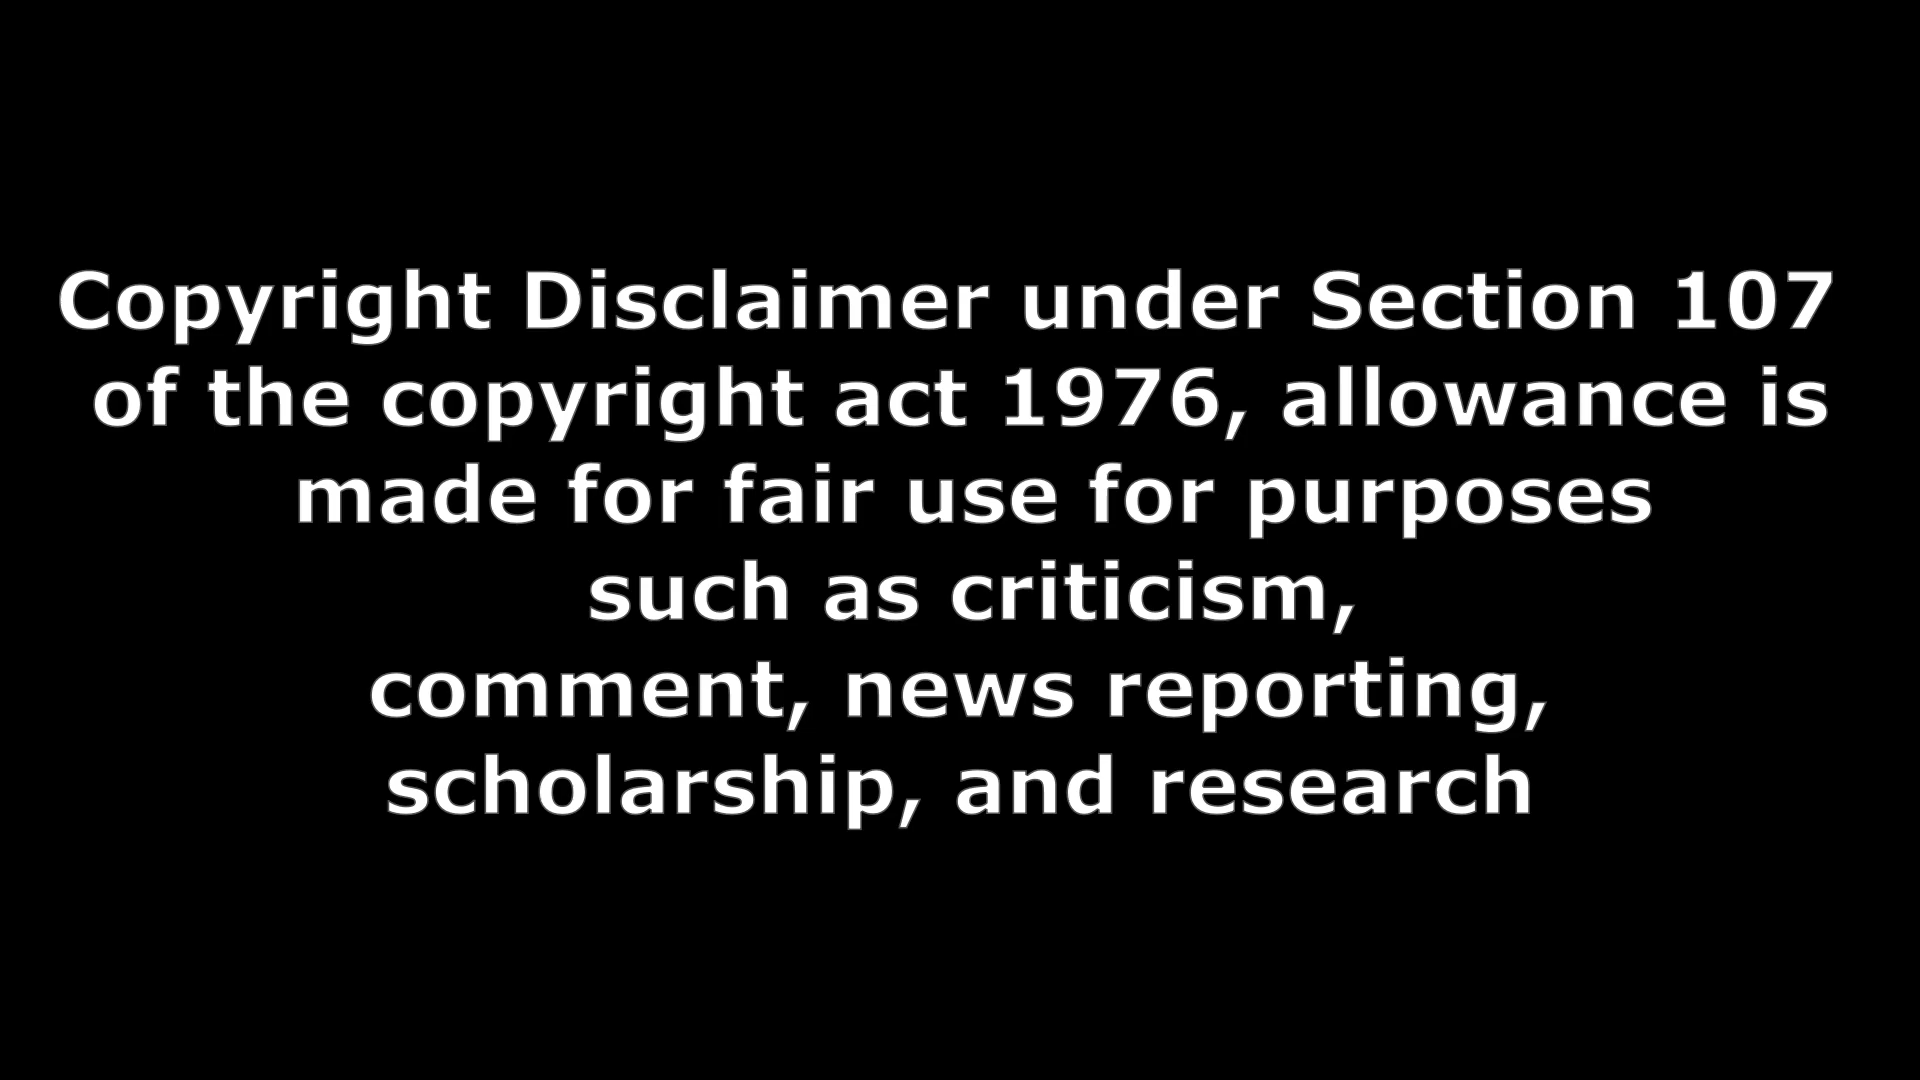 Copyright Disclaimer under Section 107
of the copyright act 1976, allowance is
made for fair use for purposes
such as criticism,
comment, news reporting,
scholarship, and research